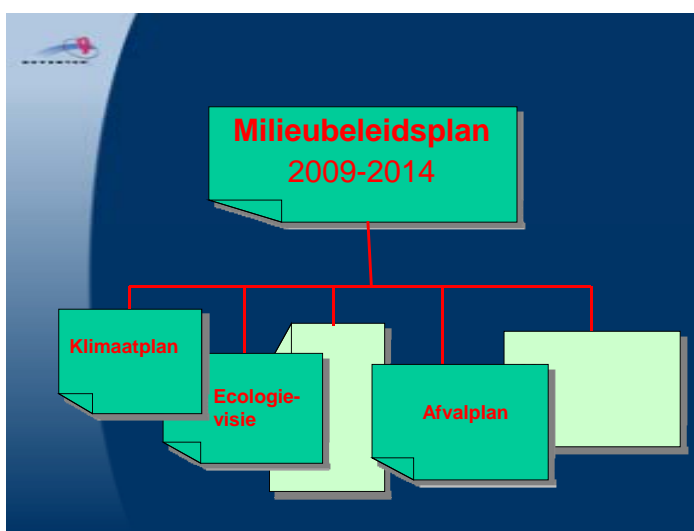 Milieubeleidsplan
2009-2014
Klimaatplan
Ecologie-
visie
Afvalplan